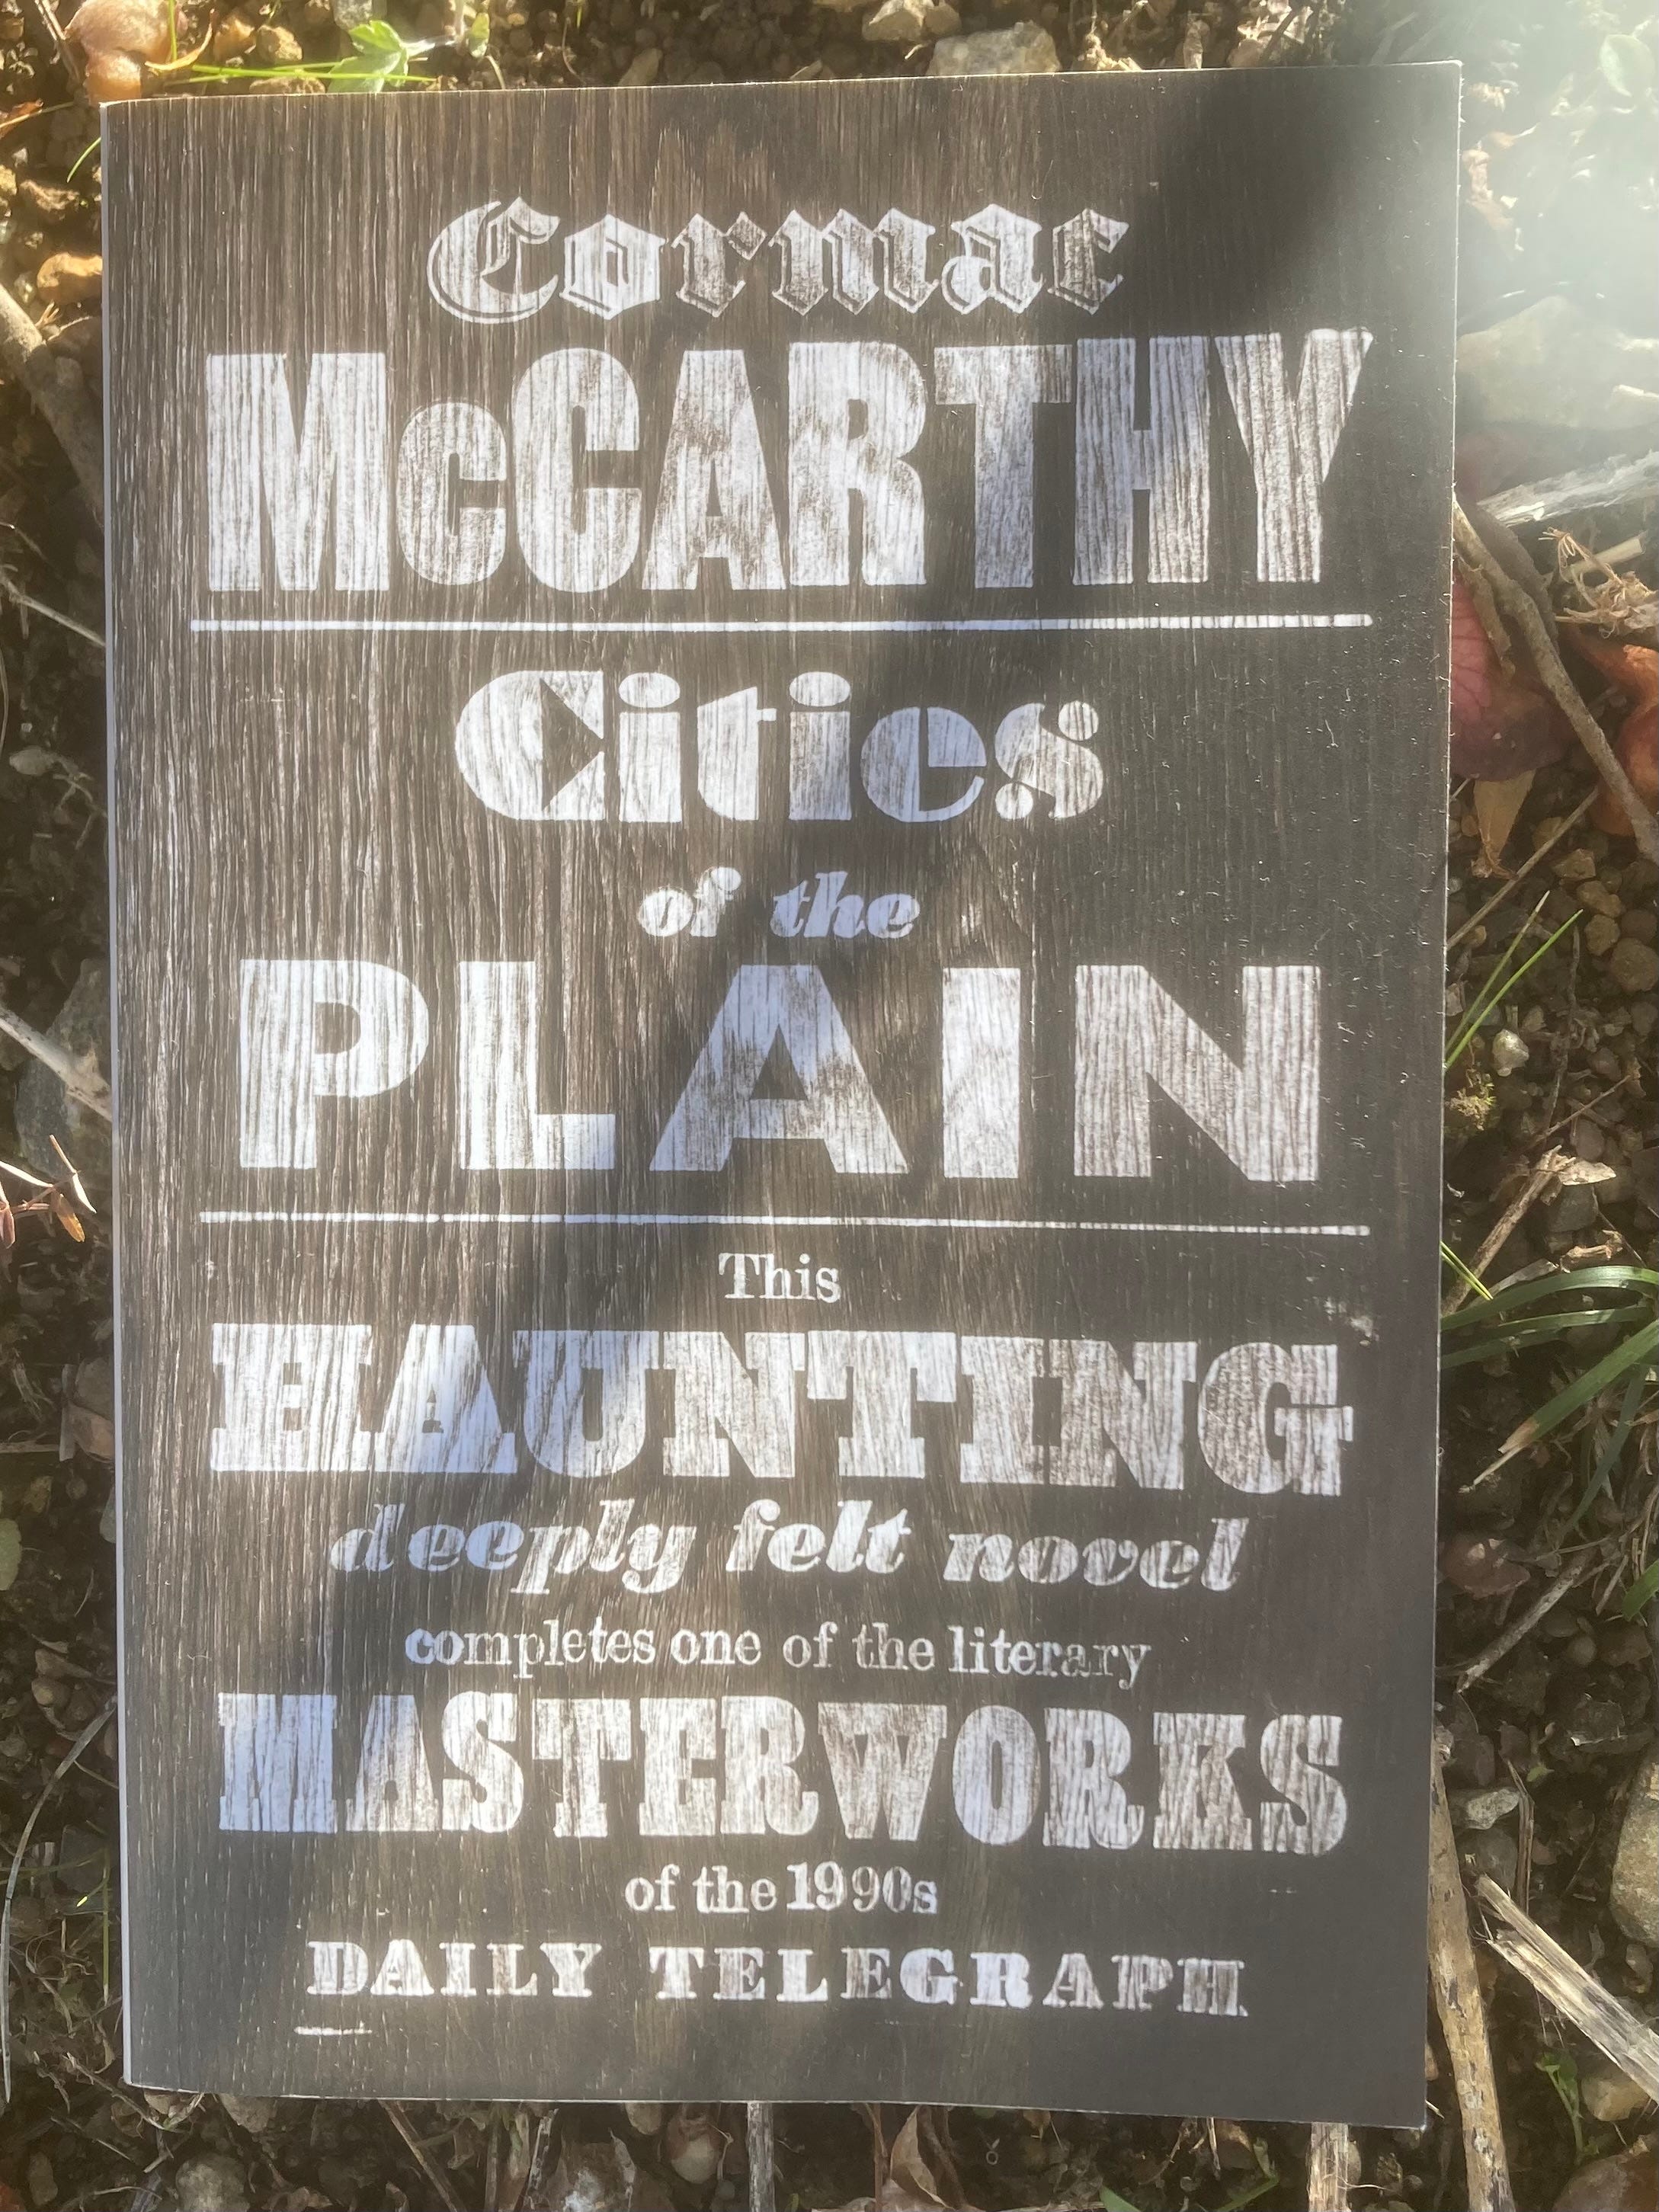 Cormac
McCARTHY
Cities
of the
PLAIN
This
HAUNTING
deeply felt novel
completes one of the literary
MASTERWORKS
of the 1990s
DAILY TELEGRAPH